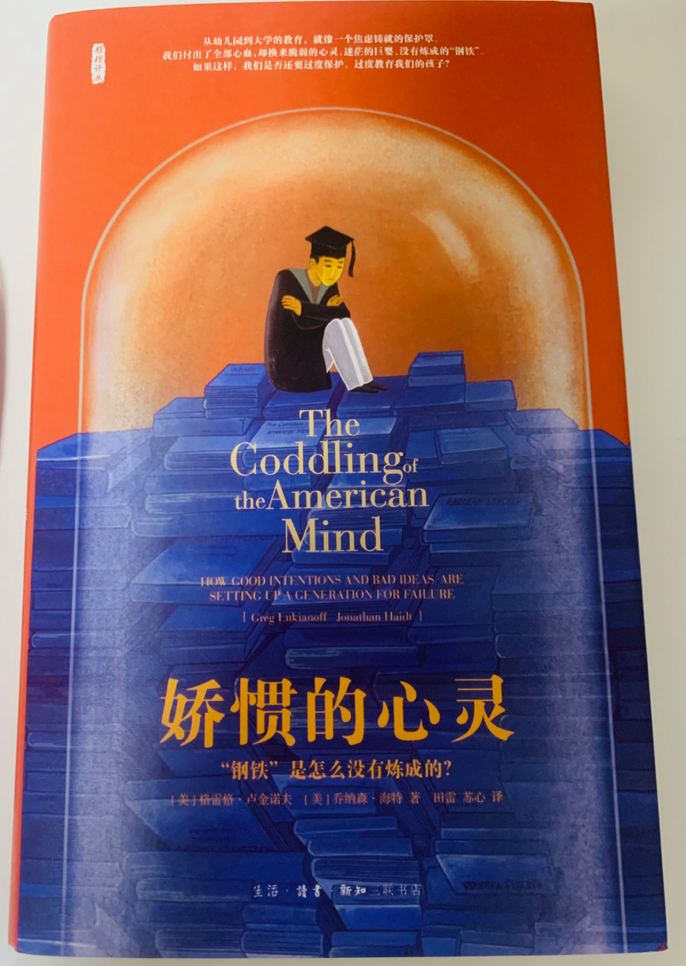 从幼儿园到大学的教育，就像一个焦虑铸就的保护罩。
我们付出了全部心血，却换来脆弱的心灵、迷茫的巨婴、没有炼成的“钢铁”。
如果这样，我们是否还要过度保护、过度教育我们的孩子？
The
Coddling of
the American
Mind
HOW GOOD INTENTIONS AND BAD IDEAS ARE
SETTING UP A GENERATION FOR FAILURE
[ Greg Lukianoff Jonathan Haidt ]
娇惯的心灵
“钢铁”是怎么没有炼成的？
[美]格雷格·卢金诺夫 [美]乔纳森·海特 著 田雷 苏心 译
生活·讀書·新知三联书店